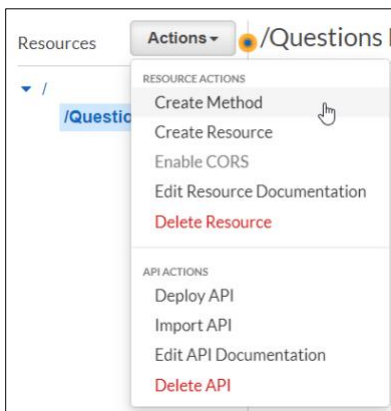 Resources
Actions
/Questions
/
/Questio
RESOURCE ACTIONS
Create Method
Create Resource
Enable CORS
Edit Resource Documentation
Delete Resource
API ACTIONS
Deploy API
Import API
Edit API Documentation
Delete API